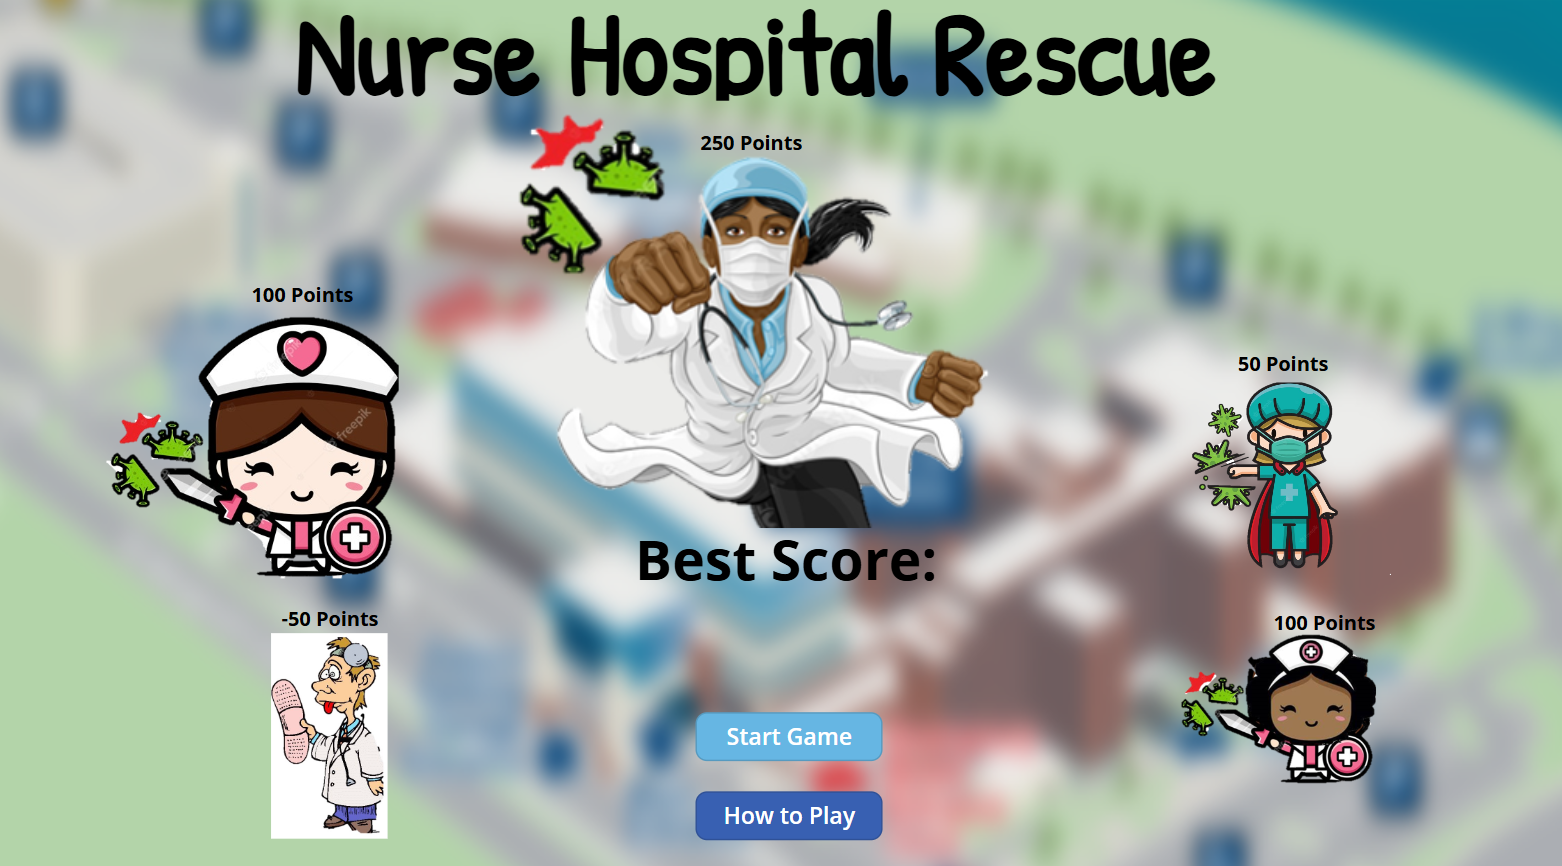 Nurse Hospital Rescue
250 Points
100 Points
50 Points
Best Score:
-50 Points
100 Points
Start Game
How to Play
freepik